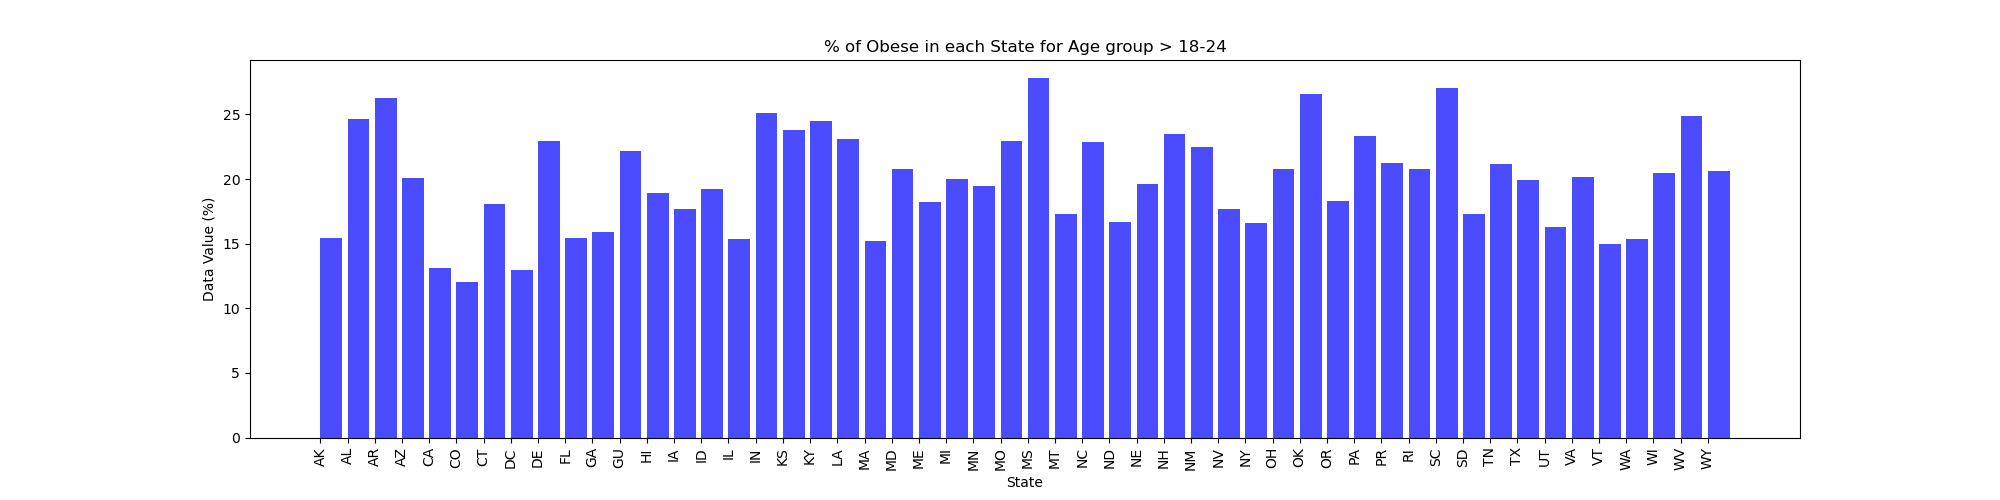 % of Obese in each State for Age group > 18-24
Data Value (%)
25
20
15
10
5
0
AK AL AR AZ CA CO CT DC DE FL GA GU HI IA ID IL IN KS KY LA MA MD ME MI MN MO MS MT NC ND NE NH NM NV NY OH OK OR PA PR RI SC SD TN TX UT VA VT WA WI WV WY
State